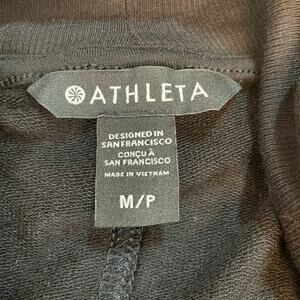 ATHLETA
DESIGNED IN
SAN FRANCISCO
CONÇU À
SAN FRANCISCO
MADE IN VIETNAM
M/P